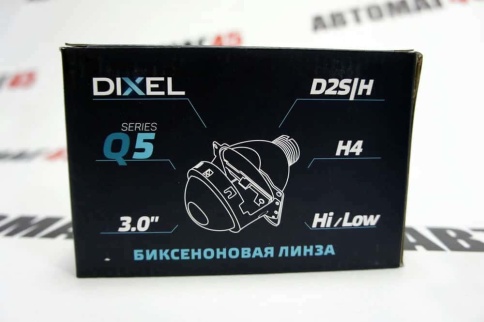 DIXEL
D2S/H
SERIES
Q5
H4
3.0"
Hi/Low
БИКСЕНОНОВАЯ ЛИНЗА